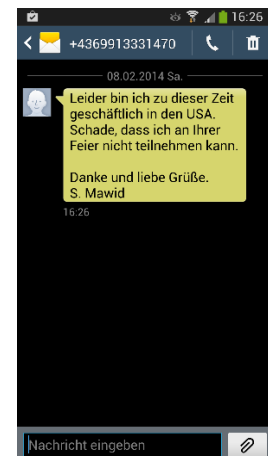 16:26
+4369913331470
08.02.2014 Sa.
Leider bin ich zu dieser Zeit
geschäftlich in den USA.
Schade, dass ich an Ihrer
Feier nicht teilnehmen kann.
Danke und liebe Grüße.
S. Mawid
16:26
Nachricht eingeben